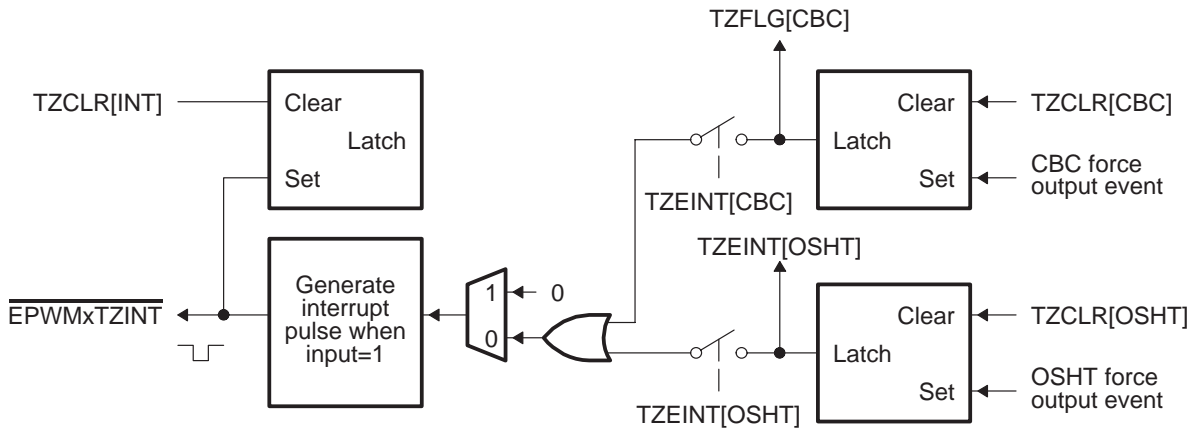 TZFLG[CBC]
TZCLR[INT]
Clear
Latch
Set
Clear
Latch
Set
TZCLR[CBC]
CBC force
output event
TZEINT[CBC]
TZEINT[OSHT]
Generate
interrupt
pulse when
input=1
EPWMxTZINT
1
0
0
Clear
Latch
Set
TZCLR[OSHT]
OSHT force
output event
TZEINT[OSHT]